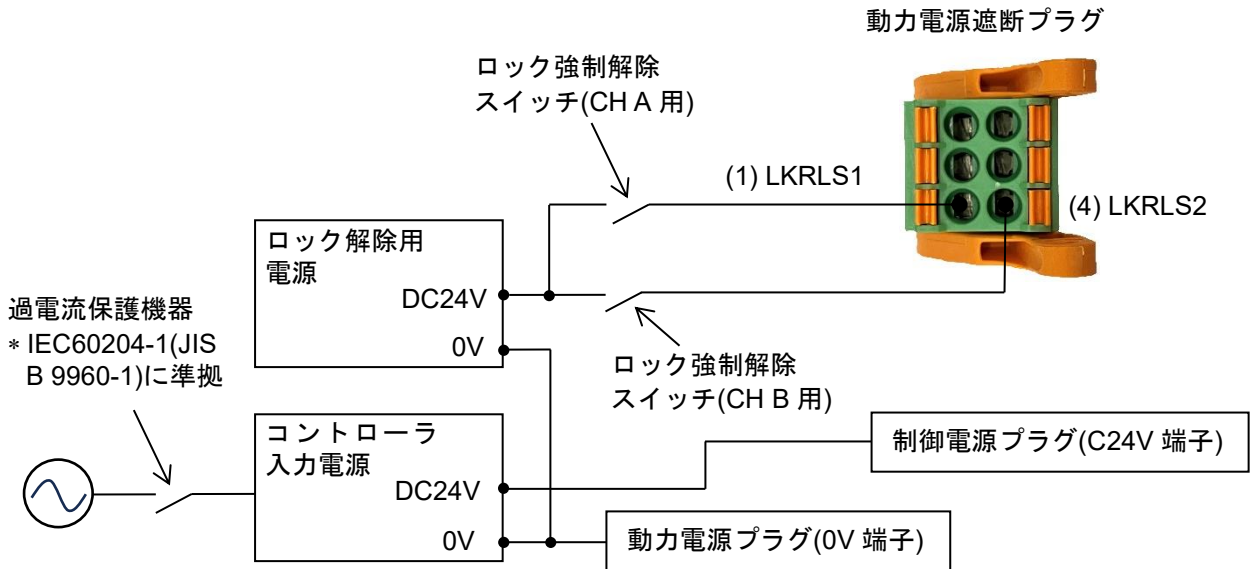 動力電源遮断プラグ
ロック強制解除
スイッチ(CH A 用)
(1) LKRLS1
(4) LKRLS2
ロック解除用
電源
DC24V
0V
過電流保護機器
* IEC60204-1(JIS
B 9960-1)に準拠
ロック強制解除
スイッチ(CH B 用)
コントローラ
入力電源
DC24V
0V
制御電源プラグ(C24V 端子)
動力電源プラグ(0V 端子)